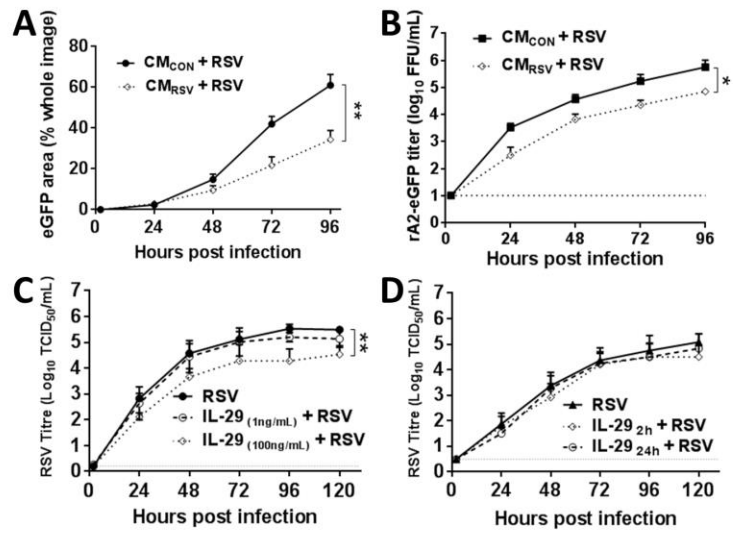 A
eGFP area (% whole image)
80
60
40
20
0
CM_CON + RSV
CM_RSV + RSV
**
0 24 48 72 96
Hours post infection
B
rA2-eGFP titer (log₁₀ FFU/mL)
7
6
5
4
3
2
1
0
CM_CON + RSV
CM_RSV + RSV
*
0 24 48 72 96
Hours post infection
C
RSV Titre (Log₁₀ TCID₅₀/mL)
7
6
5
4
3
2
1
0
**
RSV
IL-29 (1ng/mL) + RSV
IL-29 (100ng/mL) + RSV
0 24 48 72 96 120
Hours post infection
D
RSV Titre (Log₁₀ TCID₅₀/mL)
7
6
5
4
3
2
1
0
RSV
IL-29 2h + RSV
IL-29 24h + RSV
0 24 48 72 96 120
Hours post infection